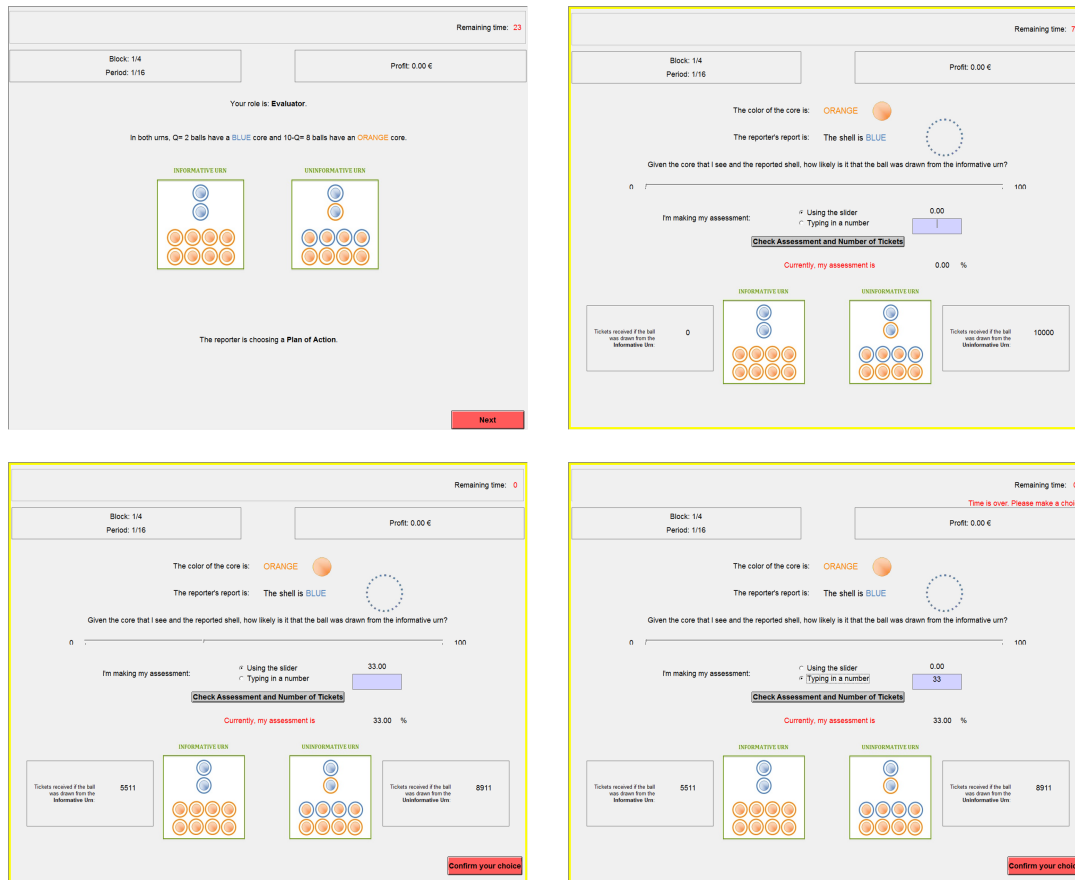 Remaining time: 23
Block: 1/4
Period: 1/16
Profit: 0.00 €
Your role is: Evaluator.
In both urns, Q= 2 balls have a BLUE core and 10-Q= 8 balls have an ORANGE core.
INFORMATIVE URN
UNINFORMATIVE URN
The reporter is choosing a Plan of Action.
Next
Remaining time: 7
Block: 1/4
Period: 1/16
Profit: 0.00 €
The color of the core is: ORANGE
The reporter's report is: The shell is BLUE
Given the core that I see and the reported shell, how likely is it that the ball was drawn from the informative urn?
0 100
I'm making my assessment:
Using the slider 0.00
Typing in a number
Check Assessment and Number of Tickets
Currently, my assessment is 0.00 %
INFORMATIVE URN
UNINFORMATIVE URN
Tickets received if the ball was drawn from the Informative Urn: 0
Tickets received if the ball was drawn from the Uninformative Urn: 10000
Remaining time: 0
Block: 1/4
Period: 1/16
Profit: 0.00 €
The color of the core is: ORANGE
The reporter's report is: The shell is BLUE
Given the core that I see and the reported shell, how likely is it that the ball was drawn from the informative urn?
0 100
I'm making my assessment:
Using the slider 33.00
Typing in a number
Check Assessment and Number of Tickets
Currently, my assessment is 33.00 %
INFORMATIVE URN
UNINFORMATIVE URN
Tickets received if the ball was drawn from the Informative Urn: 5511
Tickets received if the ball was drawn from the Uninformative Urn: 8911
Confirm your choice
Remaining time: 0
Time is over. Please make a choi
Block: 1/4
Period: 1/16
Profit: 0.00 €
The color of the core is: ORANGE
The reporter's report is: The shell is BLUE
Given the core that I see and the reported shell, how likely is it that the ball was drawn from the informative urn?
0 100
I'm making my assessment:
Using the slider 0.00
Typing in a number 33
Check Assessment and Number of Tickets
Currently, my assessment is 33.00 %
INFORMATIVE URN
UNINFORMATIVE URN
Tickets received if the ball was drawn from the Informative Urn: 5511
Tickets received if the ball was drawn from the Uninformative Urn: 8911
Confirm your choic